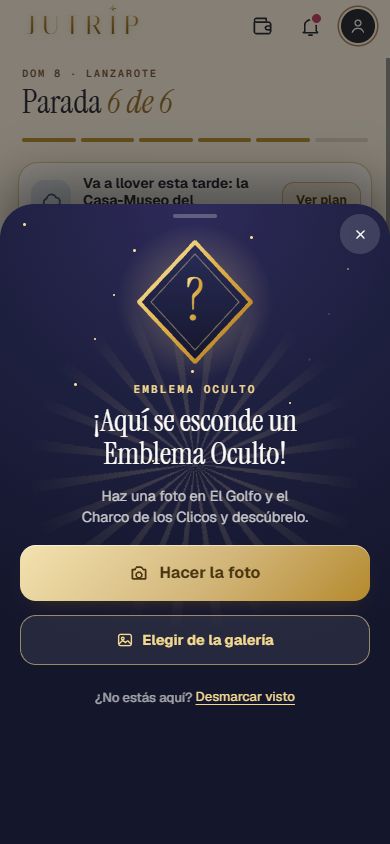 JUTRIP
DOM 8 · LANZAROTE
Parada 6 de 6
Va a llover esta tarde: la
Casa-Museo del
Ver plan
?
EMBLEMA OCULTO
¡Aquí se esconde un
Emblema Oculto!
Haz una foto en El Golfo y el
Charco de los Clicos y descúbrelo.
Hacer la foto
Elegir de la galería
¿No estás aquí? Desmarcar visto